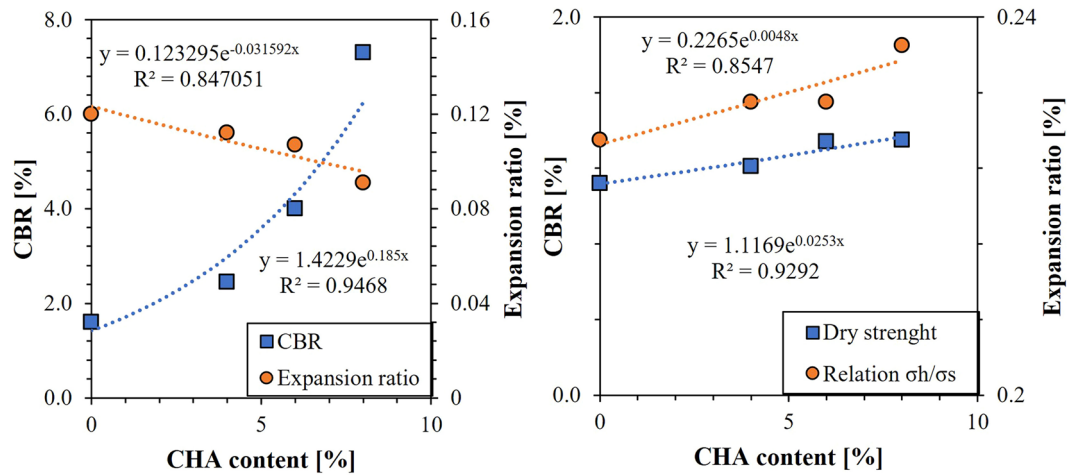 8.0
6.0
4.0
2.0
0.0
CBR [%]
0.16
0.12
0.08
0.04
0
Expansion ratio [%]
y = 0.123295e-0.031592x
R² = 0.847051
y = 1.4229e0.185x
R² = 0.9468
CBR
Expansion ratio
0
5
10
CHA content [%]
2.0
1.0
CBR [%]
0.24
0.2
Expansion ratio [%]
y = 0.2265e0.0048x
R² = 0.8547
y = 1.1169e0.0253x
R² = 0.9292
Dry strenght
Relation σh/σs
0
5
10
CHA content [%]